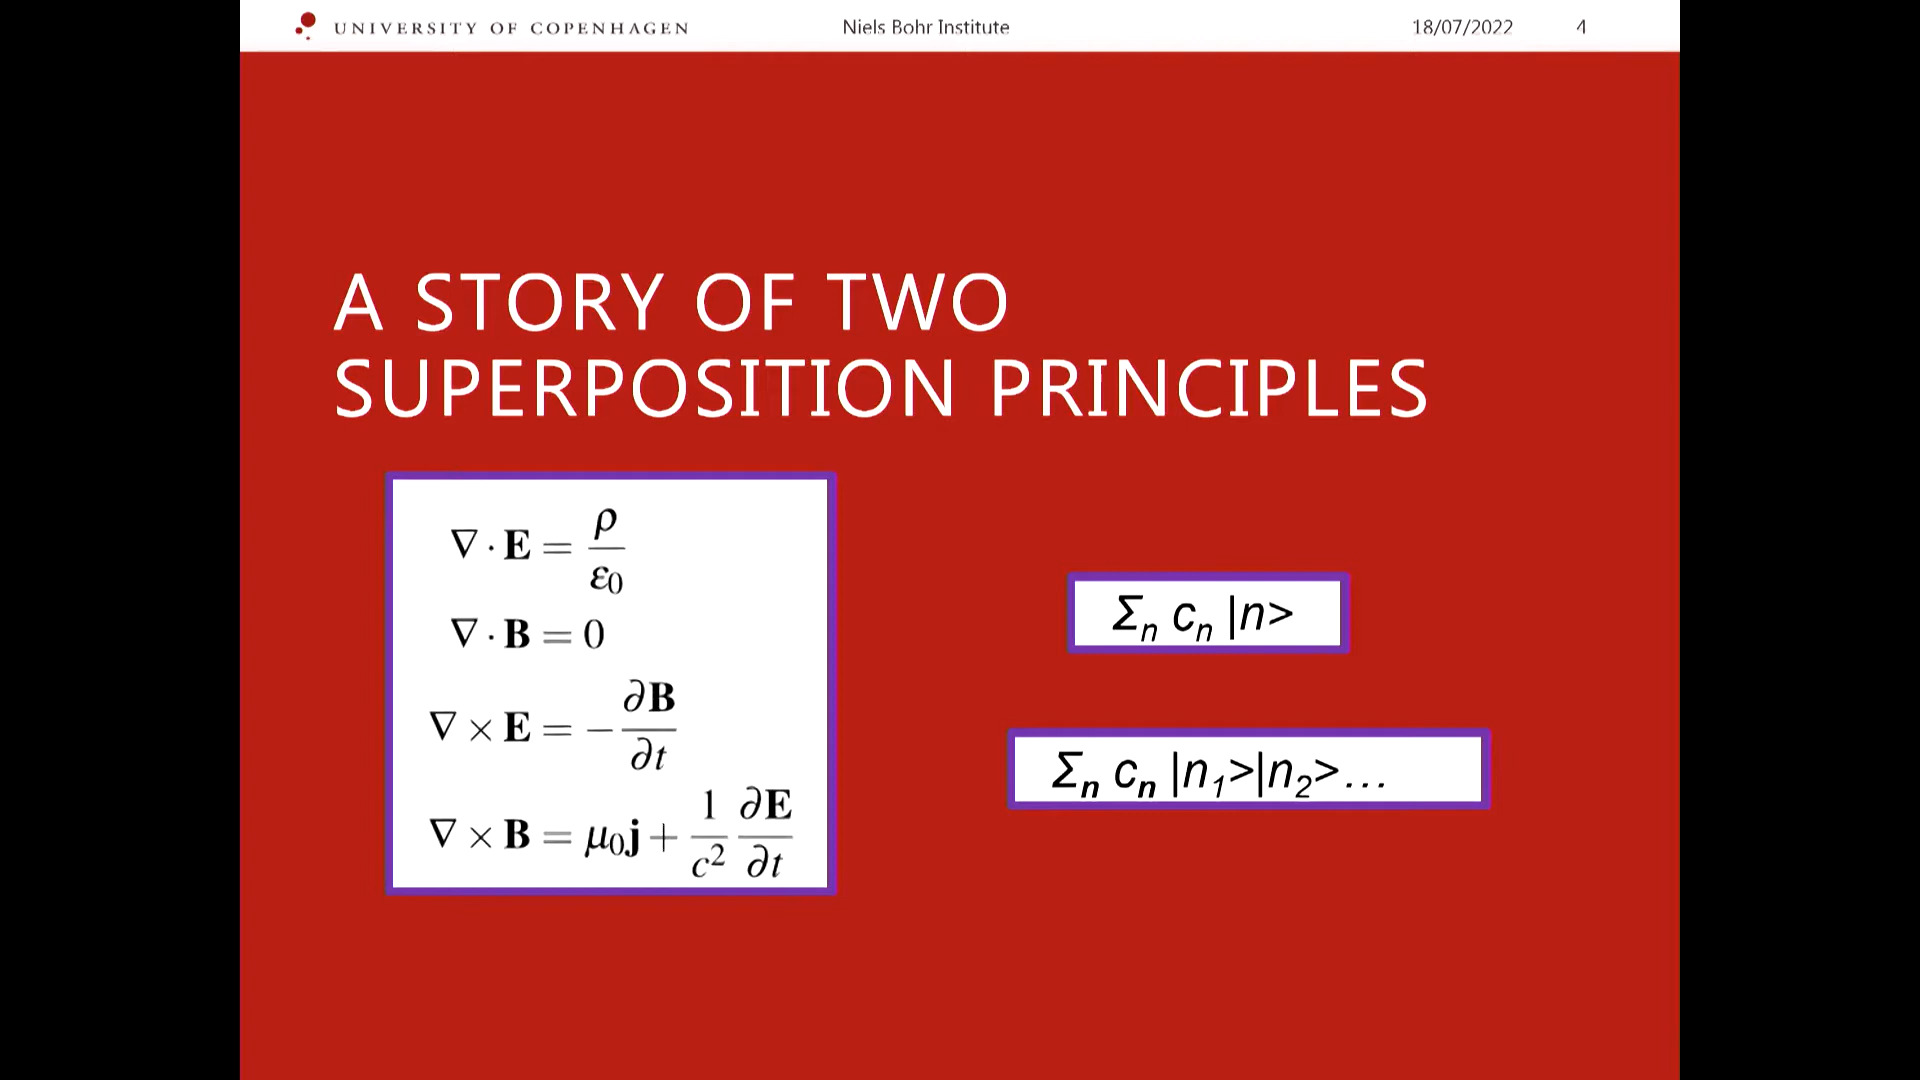 UNIVERSITY OF COPENHAGEN
Niels Bohr Institute
18/07/2022
4
A STORY OF TWO
SUPERPOSITION PRINCIPLES
∇ · E = ρ/ε₀
∇ · B = 0
∇ × E = −∂B/∂t
∇ × B = μ₀j + 1/c² ∂E/∂t
Σₙ cₙ |n>
Σₙ cₙ |n₁>|n₂>…